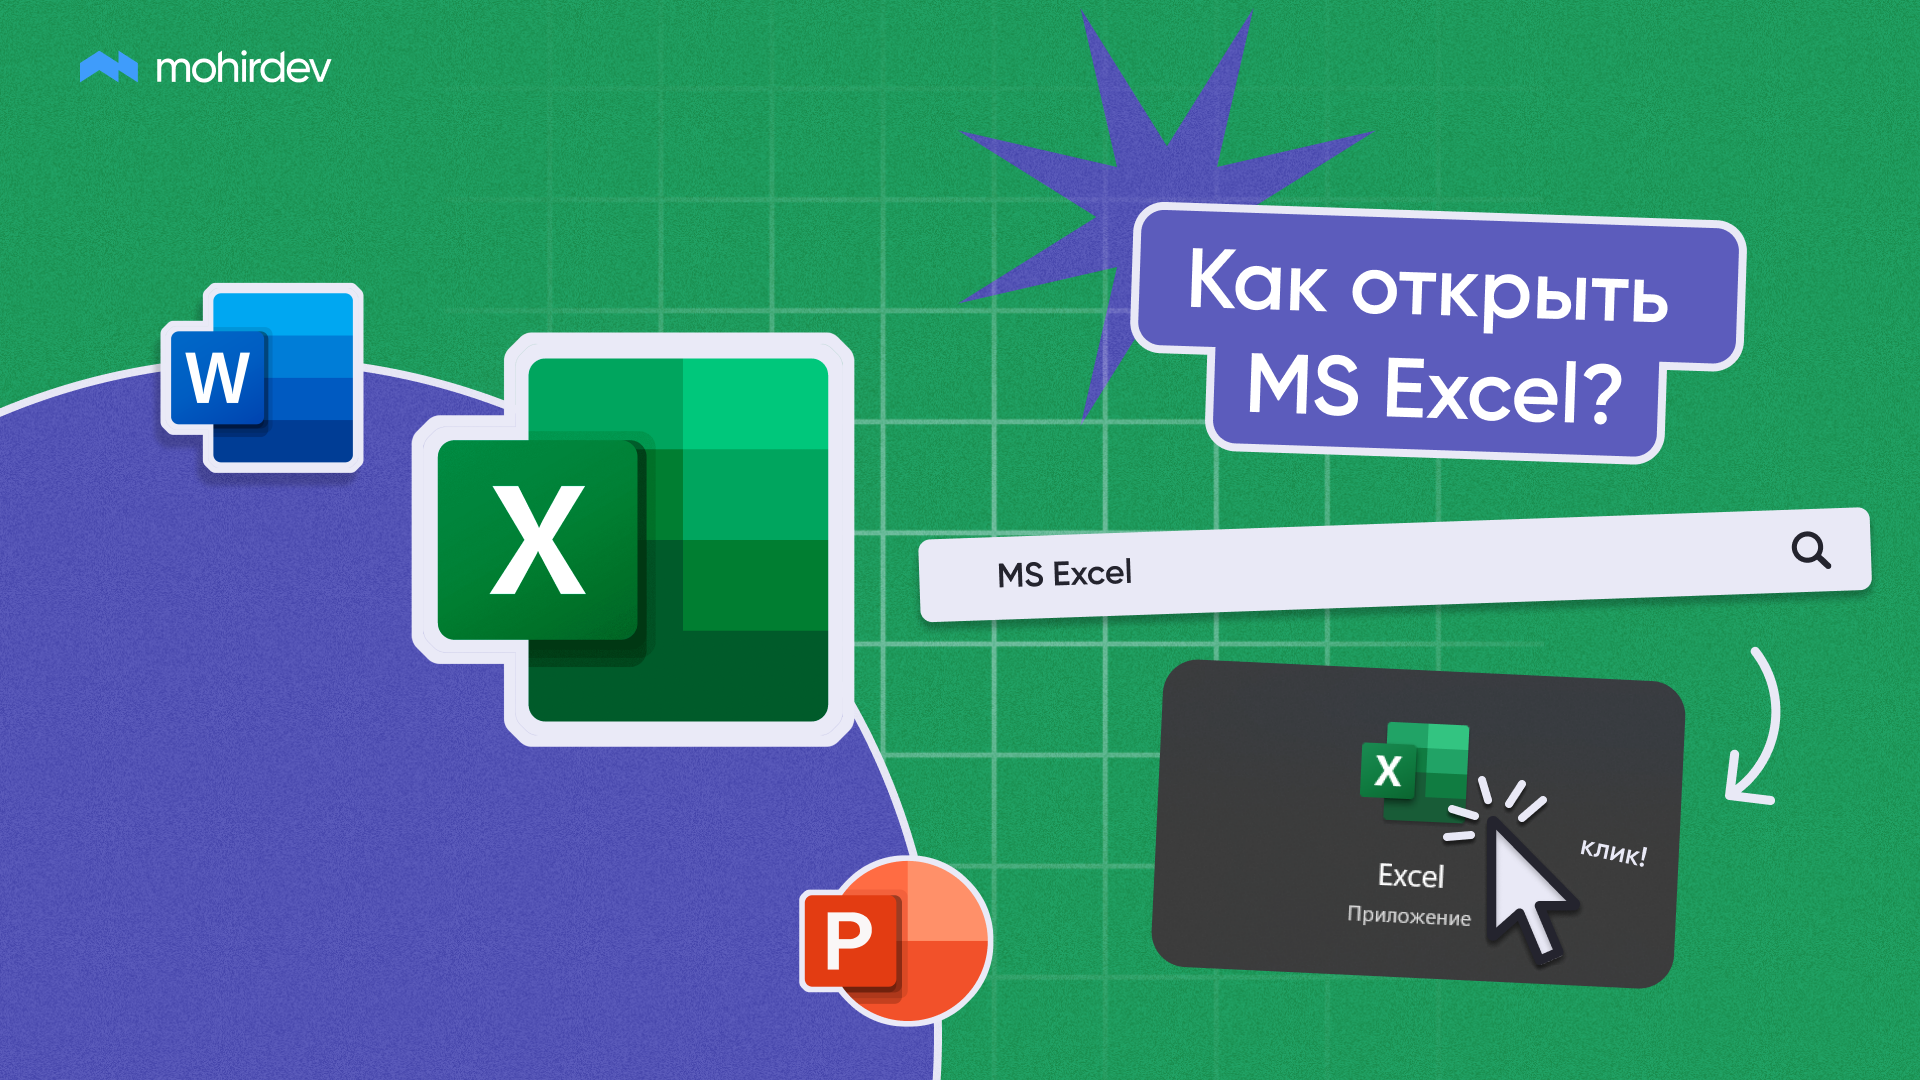 mohirdev
Как открыть
MS Excel?
W
X
MS Excel
X
клик!
Excel
Приложение
P